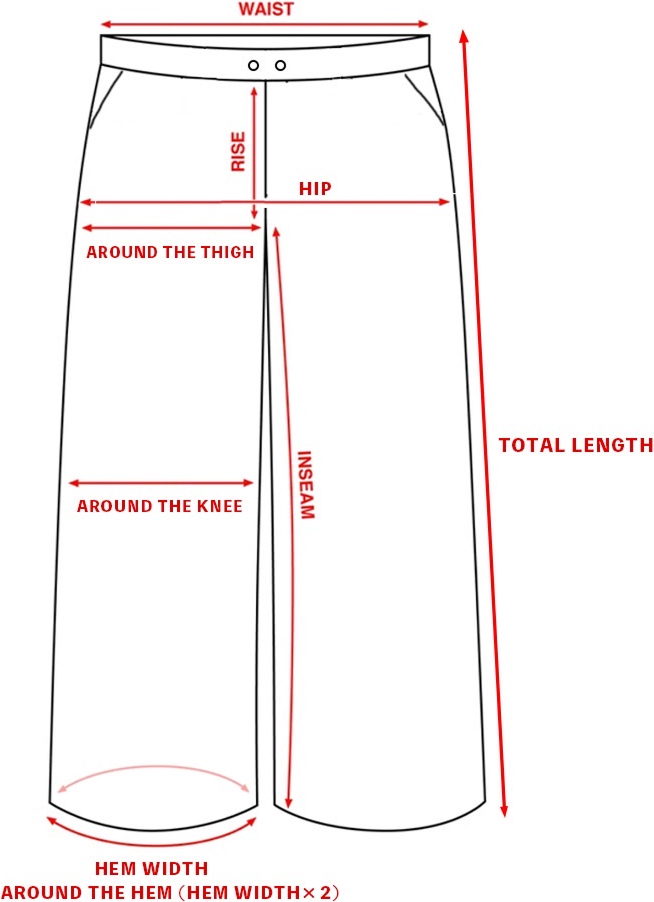 WAIST
RISE
HIP
AROUND THE THIGH
TOTAL LENGTH
INSEAM
AROUND THE KNEE
HEM WIDTH
AROUND THE HEM (HEM WIDTH×2)